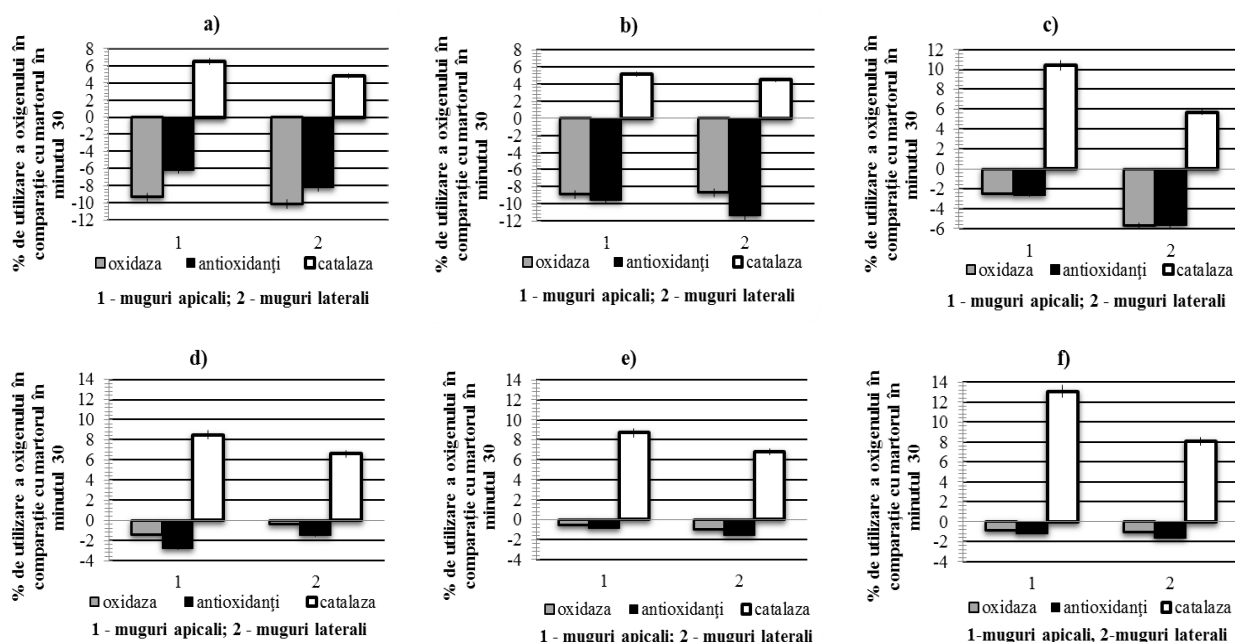 a)
% de utilizare a oxigenului în
comparație cu martorul în
minutul 30
8
6
4
2
0
-2
-4
-6
-8
-10
-12
1
2
oxidaza
antioxidanți
catalaza
1 - muguri apicali; 2 - muguri laterali
b)
% de utilizare a oxigenului în
comparație cu martorul în
minutul 30
8
6
4
2
0
-2
-4
-6
-8
-10
-12
1
2
oxidaza
antioxidanți
catalaza
1 - muguri apicali; 2 - muguri laterali
c)
% de utilizare a oxigenului în
comparație cu martorul în
minutul 30
12
10
8
6
4
2
0
-2
-4
-6
1
2
oxidaza
antioxidanți
catalaza
1 - muguri apicali; 2 - muguri laterali
d)
% de utilizare a oxigenului în
comparație cu martorul în
minutul 30
14
12
10
8
6
4
2
0
-2
-4
1
2
oxidaza
antioxidanți
catalaza
1 - muguri apicali; 2 - muguri laterali
e)
% de utilizare a oxigenului în
comparație cu martorul în
minutul 30
14
12
10
8
6
4
2
0
-2
-4
1
2
oxidaza
antioxidanți
catalaza
1 - muguri apicali; 2 - muguri laterali
f)
% de utilizare a oxigenului în
comparație cu martorul în
minutul 30
14
12
10
8
6
4
2
0
-2
-4
1
2
oxidaza
antioxidanți
catalaza
1-muguri apicali, 2-muguri laterali